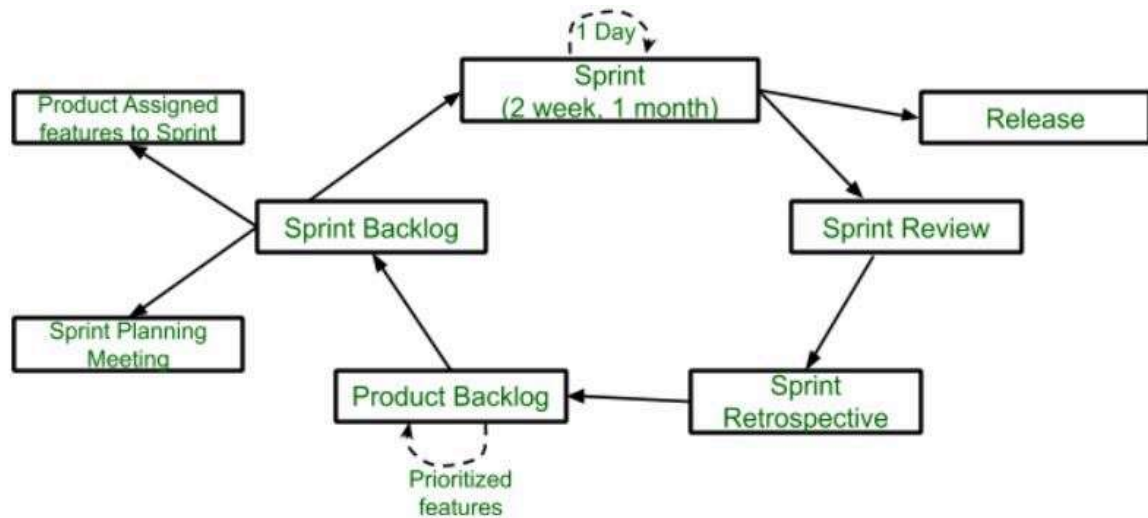 1 Day
Sprint
(2 week, 1 month)
Product Assigned
features to Sprint
Release
Sprint Backlog
Sprint Review
Sprint Planning
Meeting
Product Backlog
Sprint
Retrospective
Prioritized
features